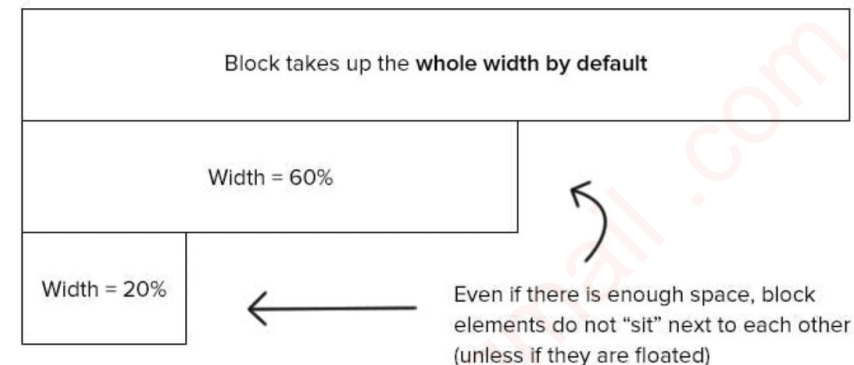 Block takes up the whole width by default
Width = 60%
Width = 20%
Even if there is enough space, block
elements do not “sit” next to each other
(unless if they are floated)